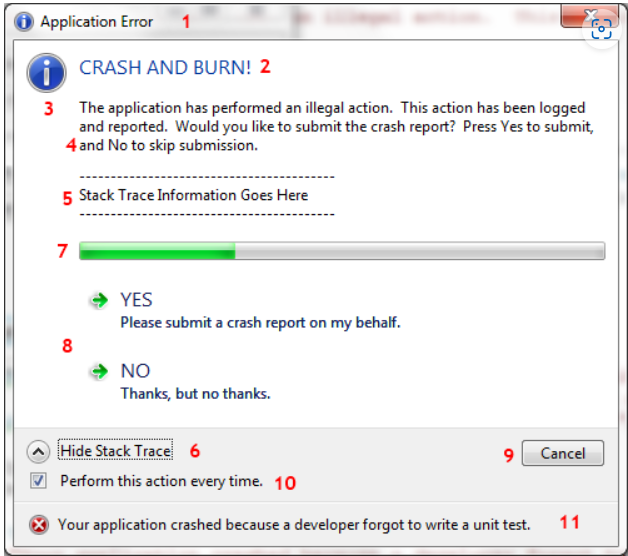 Application Error 1
CRASH AND BURN! 2
3
The application has performed an illegal action. This action has been logged
and reported. Would you like to submit the crash report? Press Yes to submit,
4 and No to skip submission.
-----------------------------------------
5 Stack Trace Information Goes Here
-----------------------------------------
7
YES
Please submit a crash report on my behalf.
8
NO
Thanks, but no thanks.
Hide Stack Trace 6
9 Cancel
Perform this action every time. 10
Your application crashed because a developer forgot to write a unit test. 11